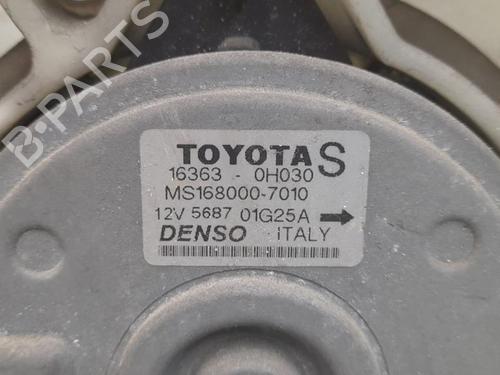 B-PARTS
TOYOTA S
16363 - 0H030
MS168000-7010
12V 5687 01G25A
DENSO ITALY